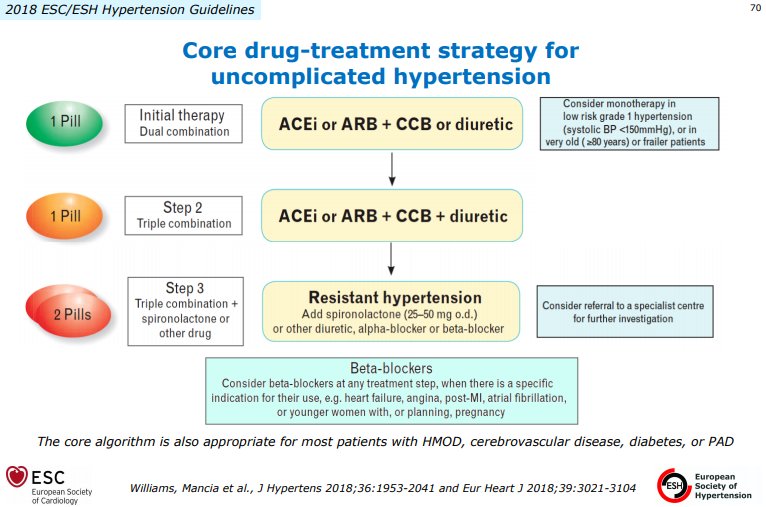 2018 ESC/ESH Hypertension Guidelines
70
Core drug-treatment strategy for
uncomplicated hypertension
1 Pill
Initial therapy
Dual combination
ACEi or ARB + CCB or diuretic
Consider monotherapy in
low risk grade 1 hypertension
(systolic BP <150mmHg), or in
very old ( ≥80 years) or frailer patients
1 Pill
Step 2
Triple combination
ACEi or ARB + CCB + diuretic
2 Pills
Step 3
Triple combination +
spironolactone or
other drug
Resistant hypertension
Add spironolactone (25–50 mg o.d.)
or other diuretic, alpha-blocker or beta-blocker
Consider referral to a specialist centre
for further investigation
Beta-blockers
Consider beta-blockers at any treatment step, when there is a specific
indication for their use, e.g. heart failure, angina, post-MI, atrial fibrillation,
or younger women with, or planning, pregnancy
The core algorithm is also appropriate for most patients with HMOD, cerebrovascular disease, diabetes, or PAD
ESC
European Society
of Cardiology
Williams, Mancia et al., J Hypertens 2018;36:1953-2041 and Eur Heart J 2018;39:3021-3104
ESH
European
Society of
Hypertension